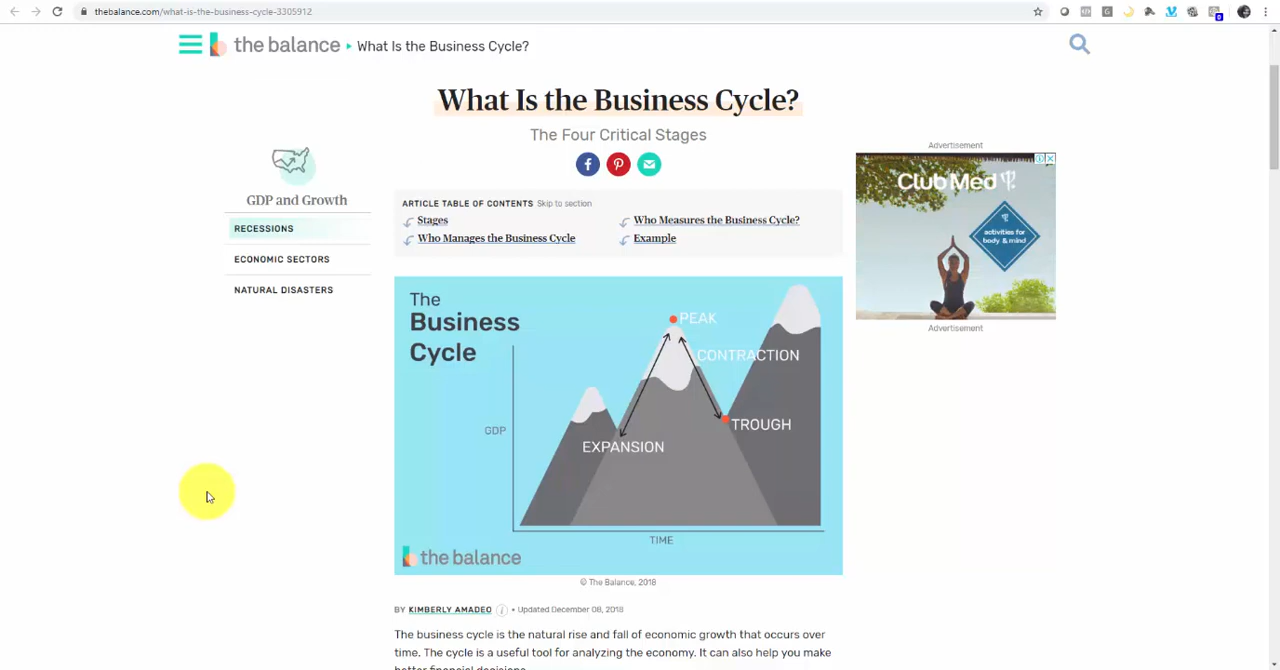 thebalance.com/what-is-the-business-cycle-3305912
the balance ▸ What Is the Business Cycle?
What Is the Business Cycle?
The Four Critical Stages
GDP and Growth
RECESSIONS
ECONOMIC SECTORS
NATURAL DISASTERS
ARTICLE TABLE OF CONTENTS Skip to section
Stages
Who Manages the Business Cycle
Who Measures the Business Cycle?
Example
Advertisement
Club Med
activities for
body & mind
Advertisement
The
Business
Cycle
PEAK
CONTRACTION
GDP
TROUGH
EXPANSION
TIME
the balance
© The Balance, 2018
BY KIMBERLY AMADEO • Updated December 08, 2018
The business cycle is the natural rise and fall of economic growth that occurs over
time. The cycle is a useful tool for analyzing the economy. It can also help you make
better financial decisions.